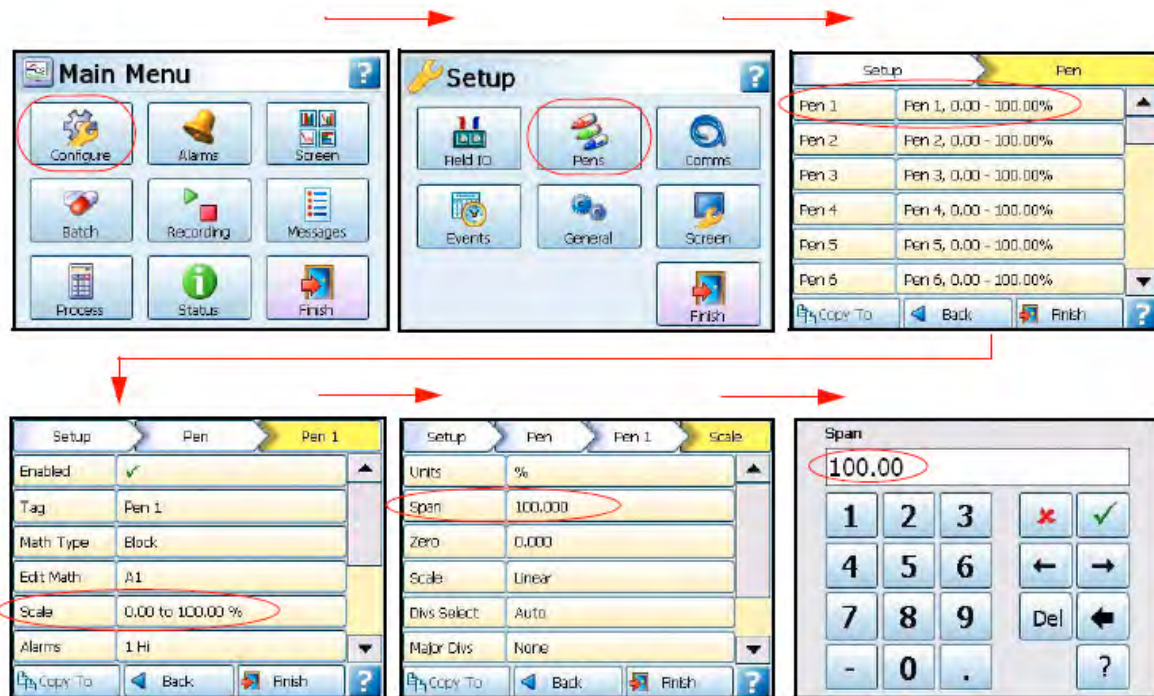 Main Menu ?
Configure Alarms Screen
Batch Recording Messages
Process Status Finish
Setup ?
Field IO Pens Comms
Events General Screen
Finish
Setup Pen
Pen 1 Pen 1, 0.00 - 100.00%
Pen 2 Pen 2, 0.00 - 100.00%
Pen 3 Pen 3, 0.00 - 100.00%
Pen 4 Pen 4, 0.00 - 100.00%
Pen 5 Pen 5, 0.00 - 100.00%
Pen 6 Pen 6, 0.00 - 100.00%
Copy To Back Finish ?
Setup Pen Pen 1
Enabled ✓
Tag Pen 1
Math Type Block
Edit Math A1
Scale 0.00 to 100.00 %
Alarms 1 Hi
Copy To Back Finish ?
Setup Pen Pen 1 Scale
Units %
Span 100.000
Zero 0.000
Scale Linear
Divs Select Auto
Major Divs None
Copy To Back Finish ?
Span
100.00
1 2 3
4 5 6
7 8 9 Del
- 0 . ?